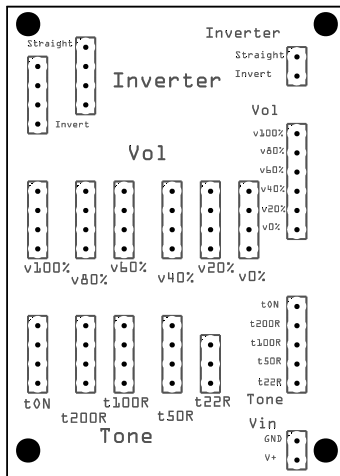 Inverter
Straight
Straight
Invert
Inverter
Invert
Vol
v100%
v80%
v60%
v40%
v20%
v0%
Vol
v100%
v80%
v60%
v40%
v20%
v0%
t0N
t200R
t100R
t50R
t22R
Tone
t0N
t200R
t100R
t50R
t22R
Tone
Vin
GND
V+